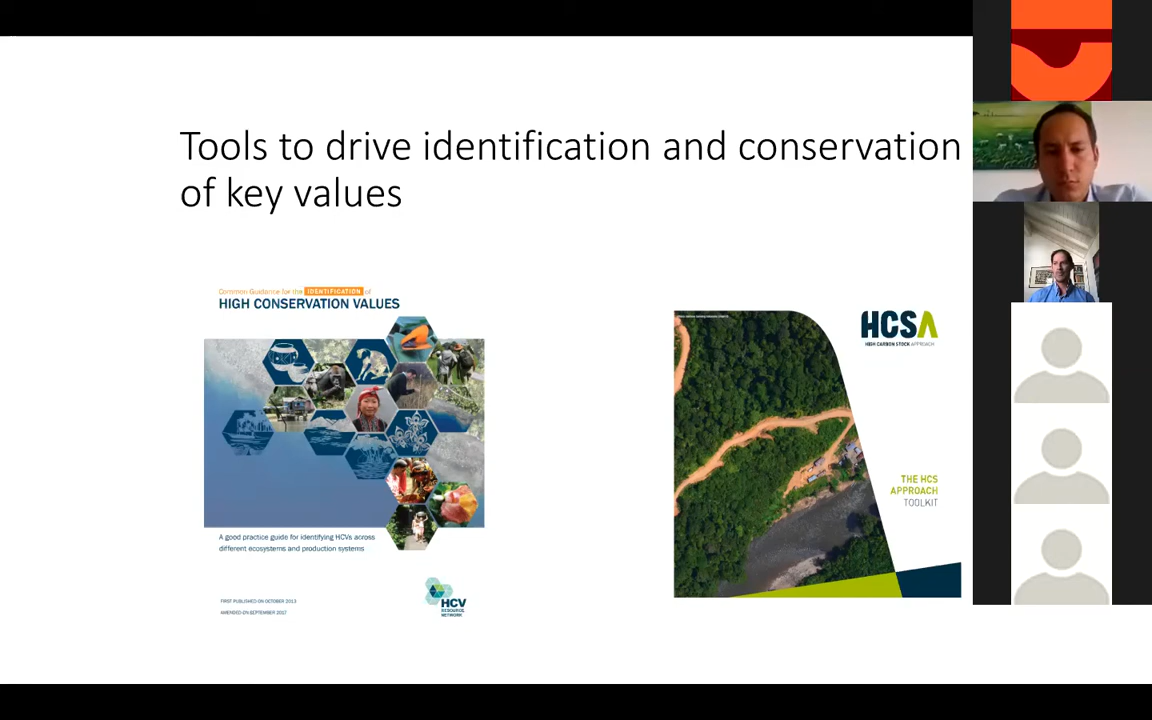 Tools to drive identification and conservation
of key values
Common Guidance for the IDENTIFICATION of
HIGH CONSERVATION VALUES
A good practice guide for identifying HCVs across
different ecosystems and production systems
FIRST PUBLISHED ON OCTOBER 2013
AMENDED ON SEPTEMBER 2017
HCV
RESOURCE
NETWORK
HCSA
HIGH CARBON STOCK APPROACH
THE HCS
APPROACH
TOOLKIT